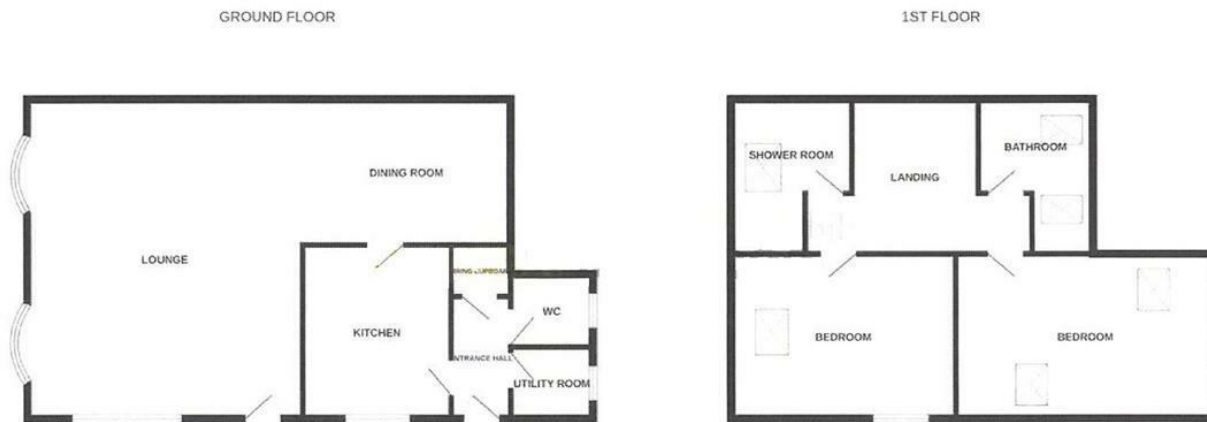 GROUND FLOOR
1ST FLOOR
DINING ROOM
LOUNGE
KITCHEN
WC
UTILITY ROOM
SHOWER ROOM
LANDING
BATHROOM
BEDROOM
BEDROOM